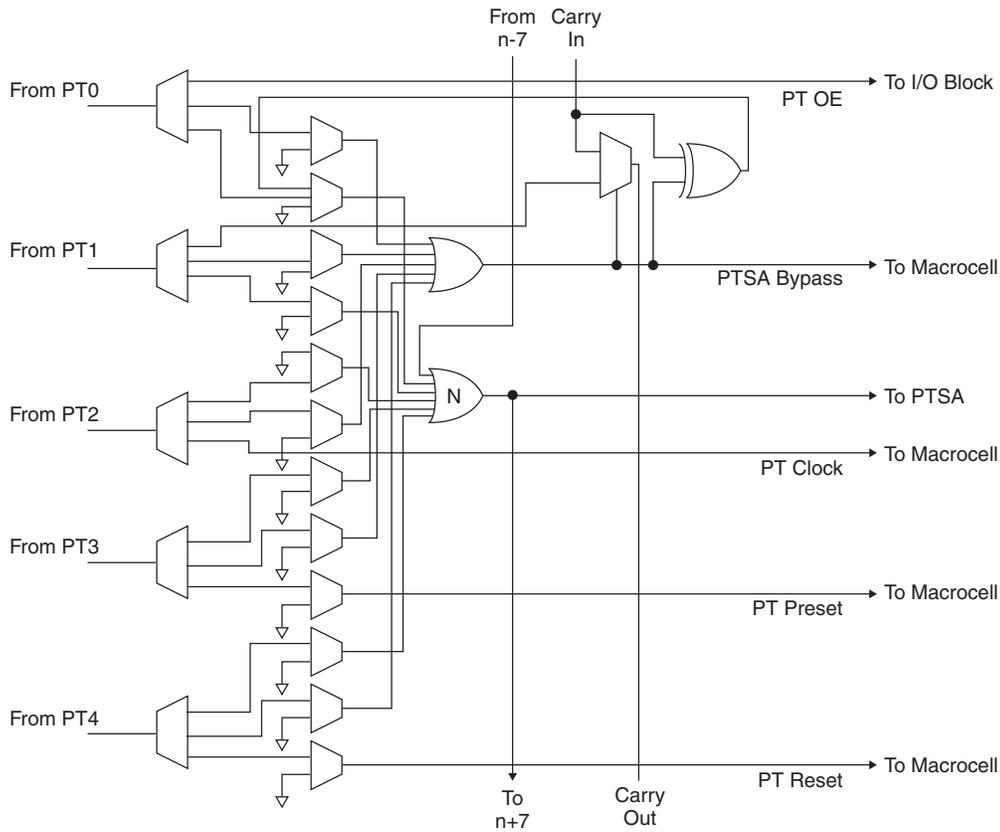 From
n-7
Carry
In
From PT0
To I/O Block
PT OE
From PT1
To Macrocell
PTSA Bypass
N
To PTSA
From PT2
To Macrocell
PT Clock
From PT3
To Macrocell
PT Preset
From PT4
To Macrocell
PT Reset
To
n+7
Carry
Out